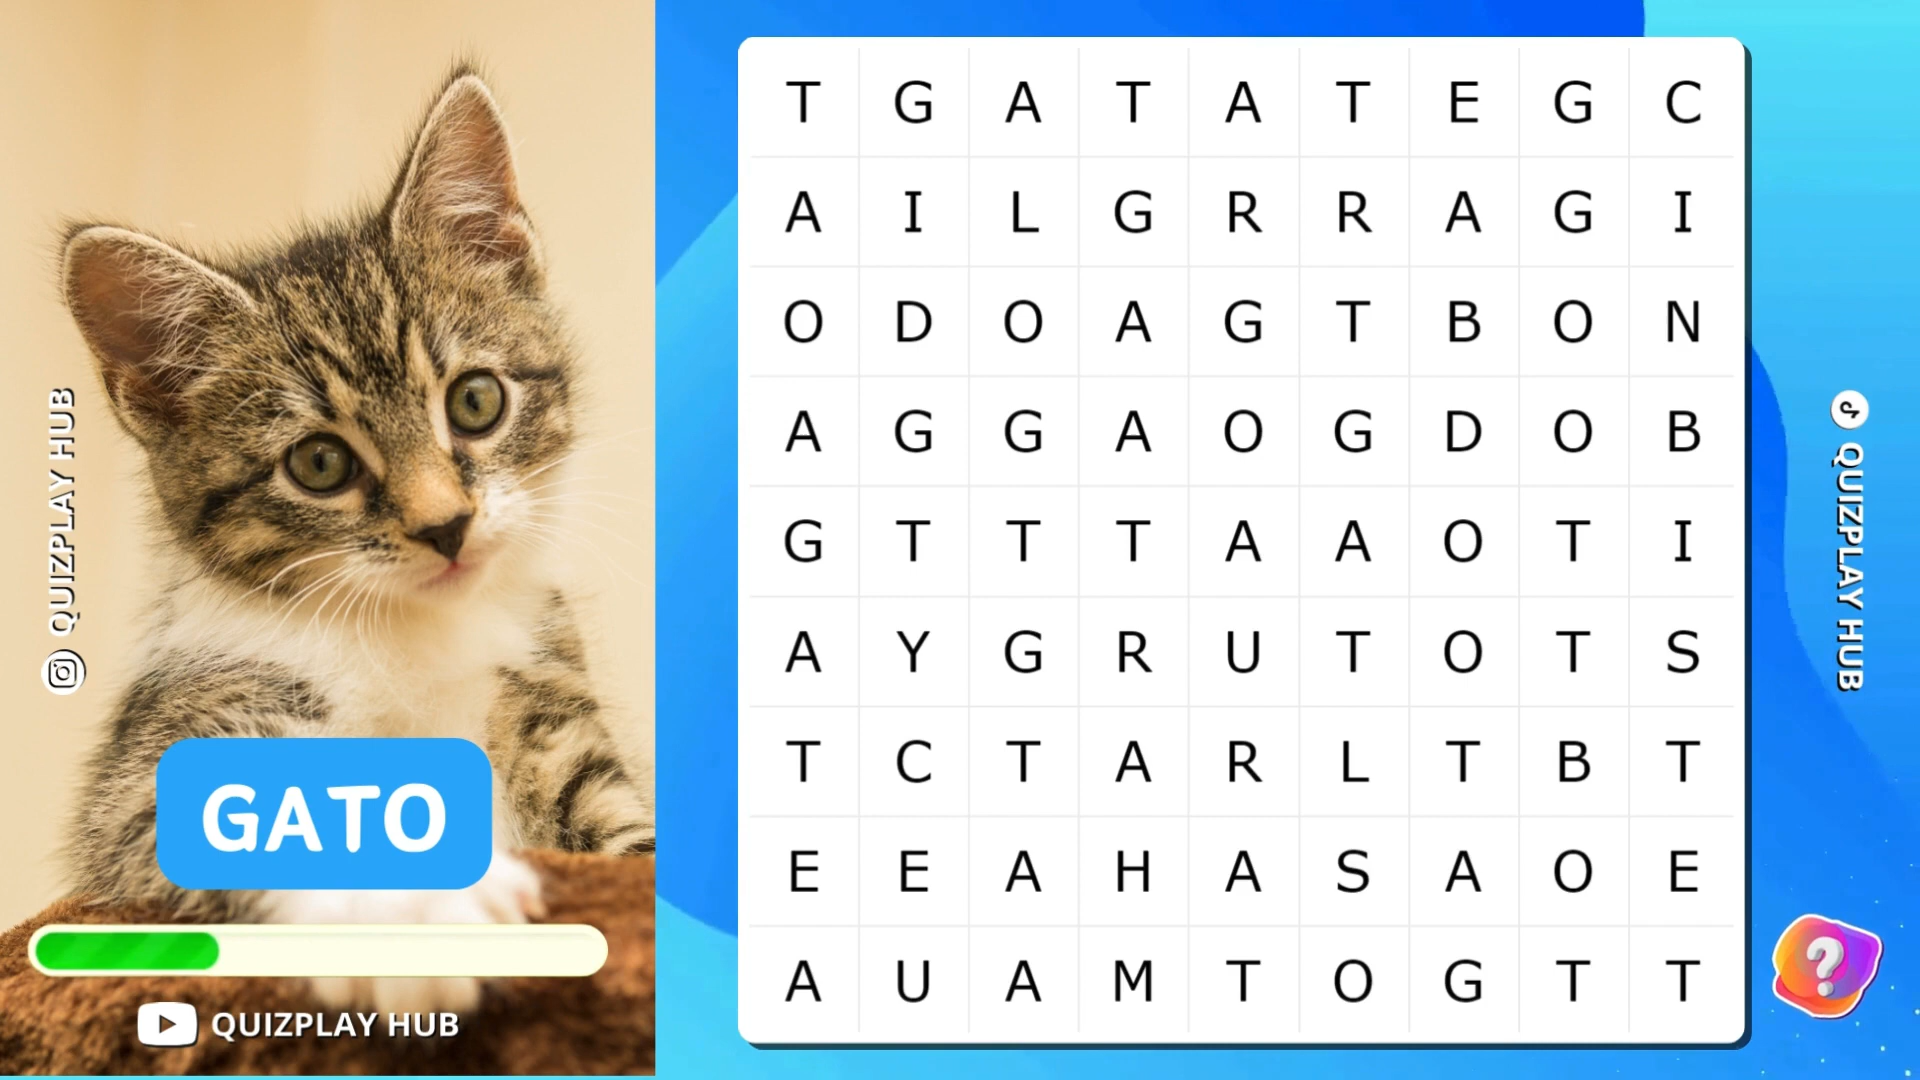 T G A T A T E G C
A I L G R R A G I
O D O A G T B O N
A G G A O G D O B
G T T T A A O T I
A Y G R U T O T S
T C T A R L T B T
E E A H A S A O E
A U A M T O G T T
QUIZPLAY HUB
GATO
QUIZPLAY HUB
QUIZPLAY HUB
?